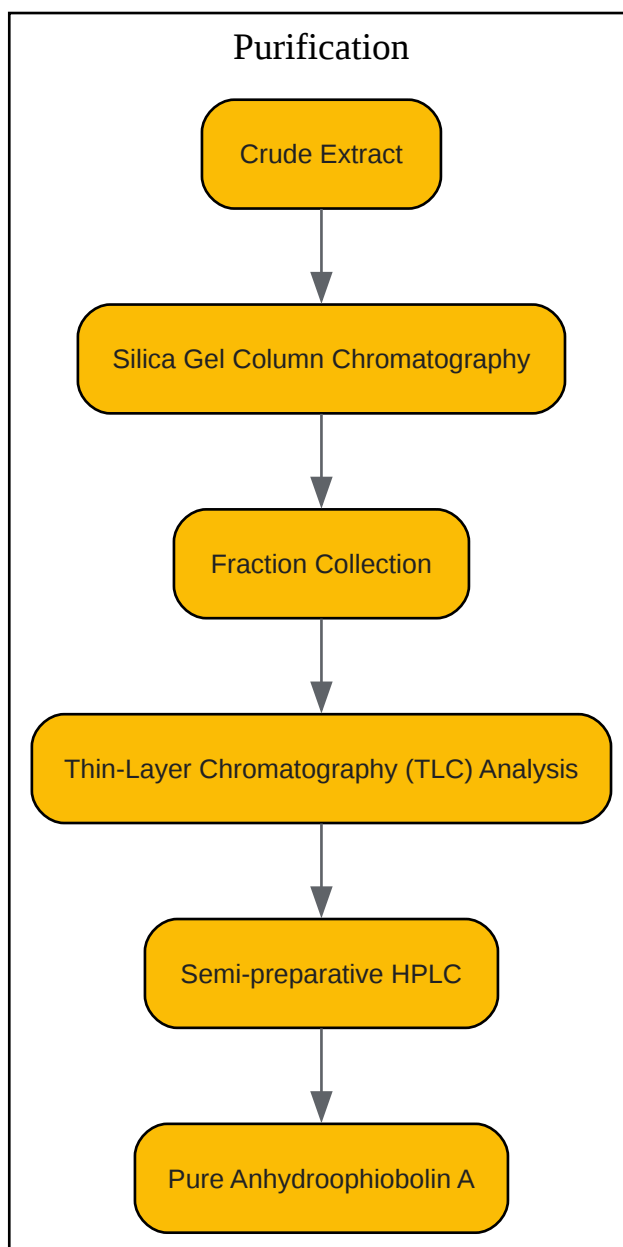 Purification
Crude Extract
Silica Gel Column Chromatography
Fraction Collection
Thin-Layer Chromatography (TLC) Analysis
Semi-preparative HPLC
Pure Anhydroophiobolin A